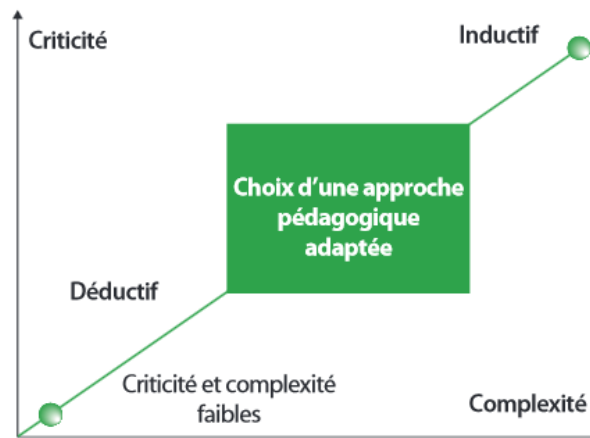 Criticité
Inductif
Choix d'une approche
pédagogique
adaptée
Déductif
Criticité et complexité
faibles
Complexité